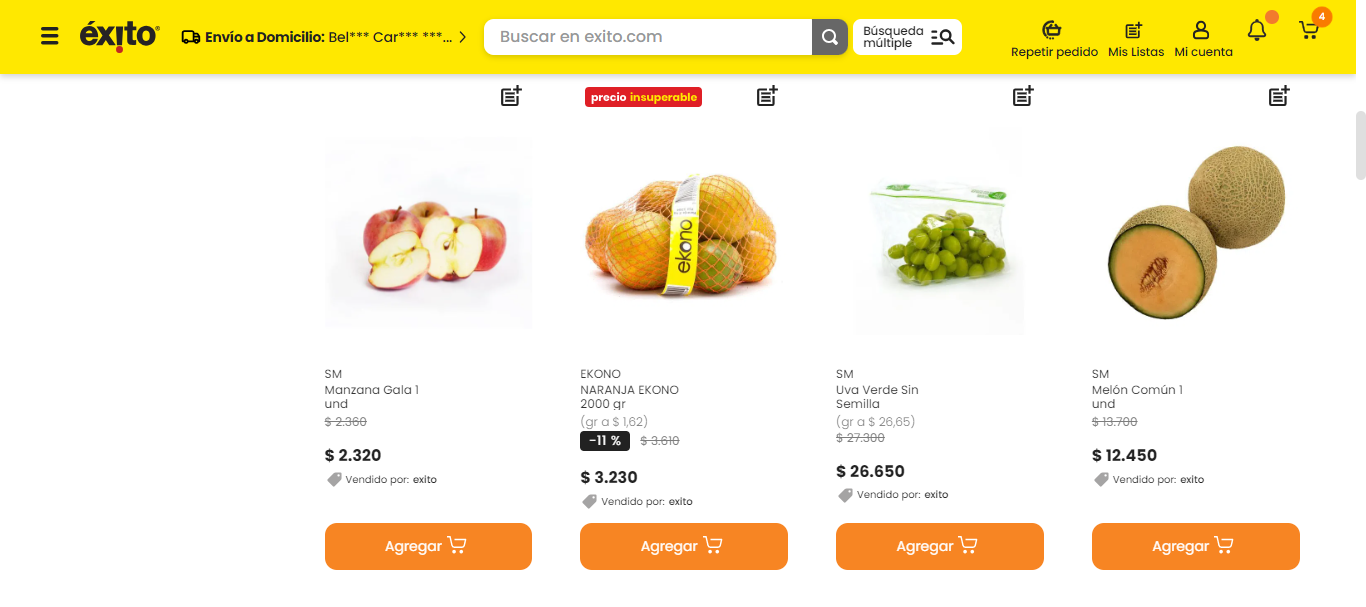 éxito
Envío a Domicilio: Bel*** Car*** ***...
Buscar en exito.com
Búsqueda
múltiple
Repetir pedido
Mis Listas
Mi cuenta
4
precio insuperable
ekono
SM
Manzana Gala 1
und
$ 2.360
$ 2.320
Vendido por: exito
Agregar
EKONO
NARANJA EKONO
2000 gr
(gr a $ 1,62)
-11 %
$ 3.610
$ 3.230
Vendido por: exito
Agregar
SM
Uva Verde Sin
Semilla
(gr a $ 26,65)
$ 27.300
$ 26.650
Vendido por: exito
Agregar
SM
Melón Común 1
und
$ 13.700
$ 12.450
Vendido por: exito
Agregar